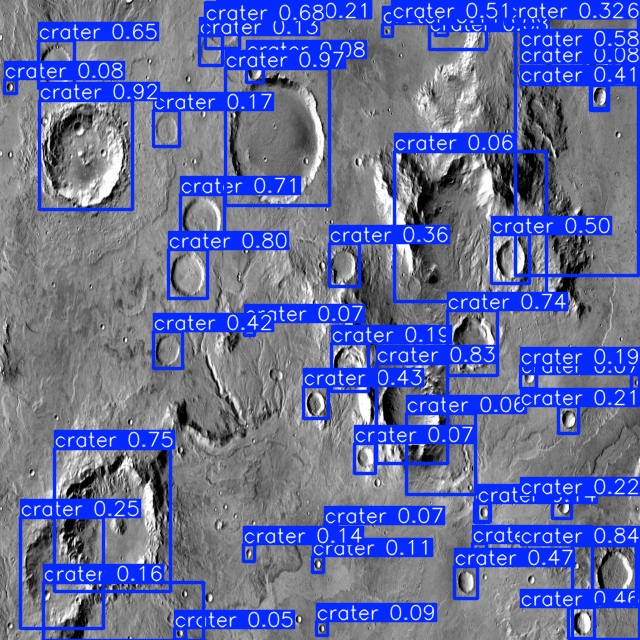 crater 0.68
0.21
crater 0.51
0.32
crater 0.13
crater 0.65
crater 0.58
0.08
crater 0.08
crater 0.97
crater 0.08
crater 0.41
crater 0.92
crater 0.17
crater 0.06
crater 0.71
crater 0.50
crater 0.36
crater 0.80
crater 0.74
crater 0.07
crater 0.42
crater 0.19
crater 0.83
crater 0.19
crater 0.43
crater 0.06
crater 0.21
crater 0.07
crater 0.75
crater 0.22
crater 0.25
crater 0.07
crater 0.14
crater 0.84
crater 0.11
crater 0.47
crater 0.16
crater 0.46
crater 0.09
crater 0.05